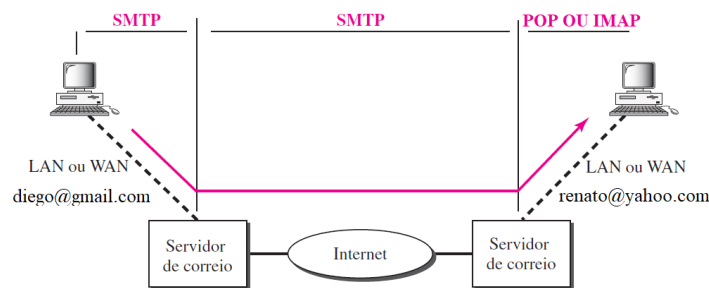 SMTP
SMTP
POP OU IMAP
LAN ou WAN
diego@gmail.com
LAN ou WAN
renato@yahoo.com
Servidor
de correio
Internet
Servidor
de correio